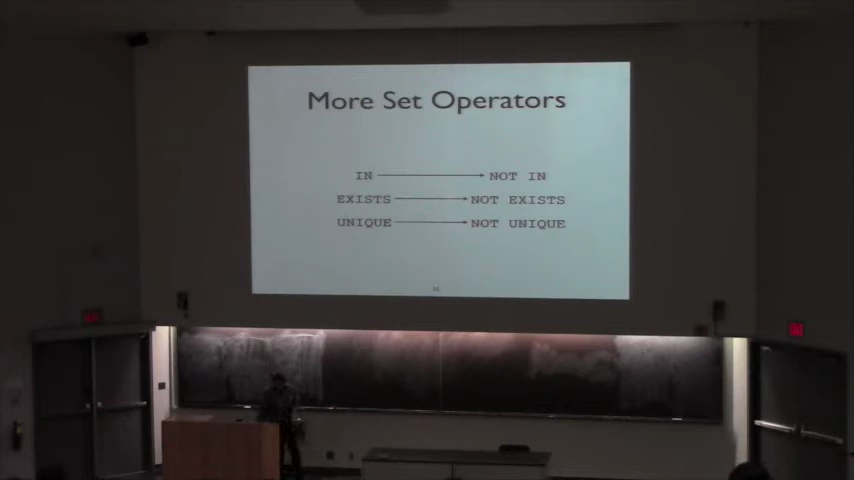 More Set Operators
IN NOT IN
EXISTS NOT EXISTS
UNIQUE NOT UNIQUE